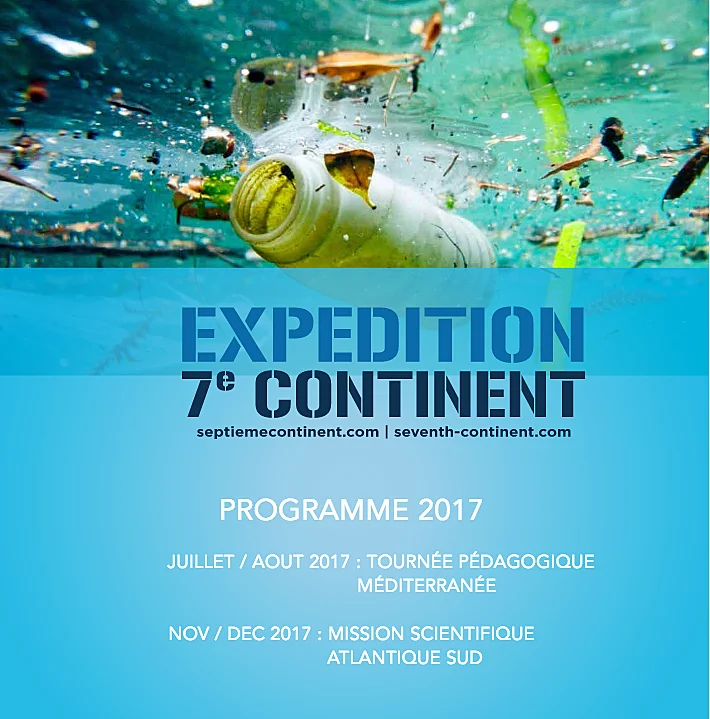 EXPEDITION
7e CONTINENT
septiemecontinent.com | seventh-continent.com
PROGRAMME 2017
JUILLET / AOUT 2017 : TOURNÉE PÉDAGOGIQUE
MÉDITERRANÉE
NOV / DEC 2017 : MISSION SCIENTIFIQUE
ATLANTIQUE SUD